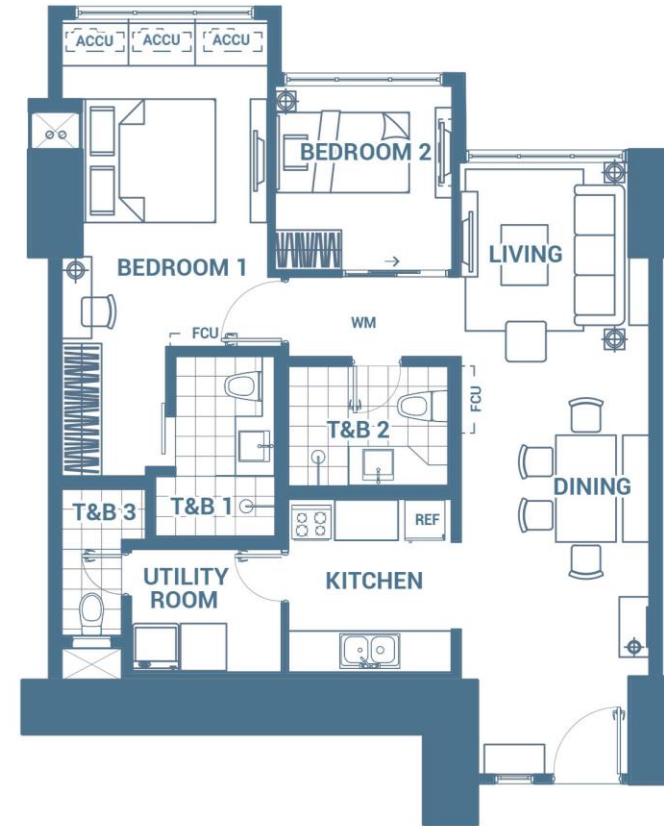 ACCU
ACCU
ACCU
BEDROOM 2
LIVING
BEDROOM 1
WM
FCU
FCU
T&B 2
DINING
T&B 3
T&B 1
REF
UTILITY
ROOM
KITCHEN